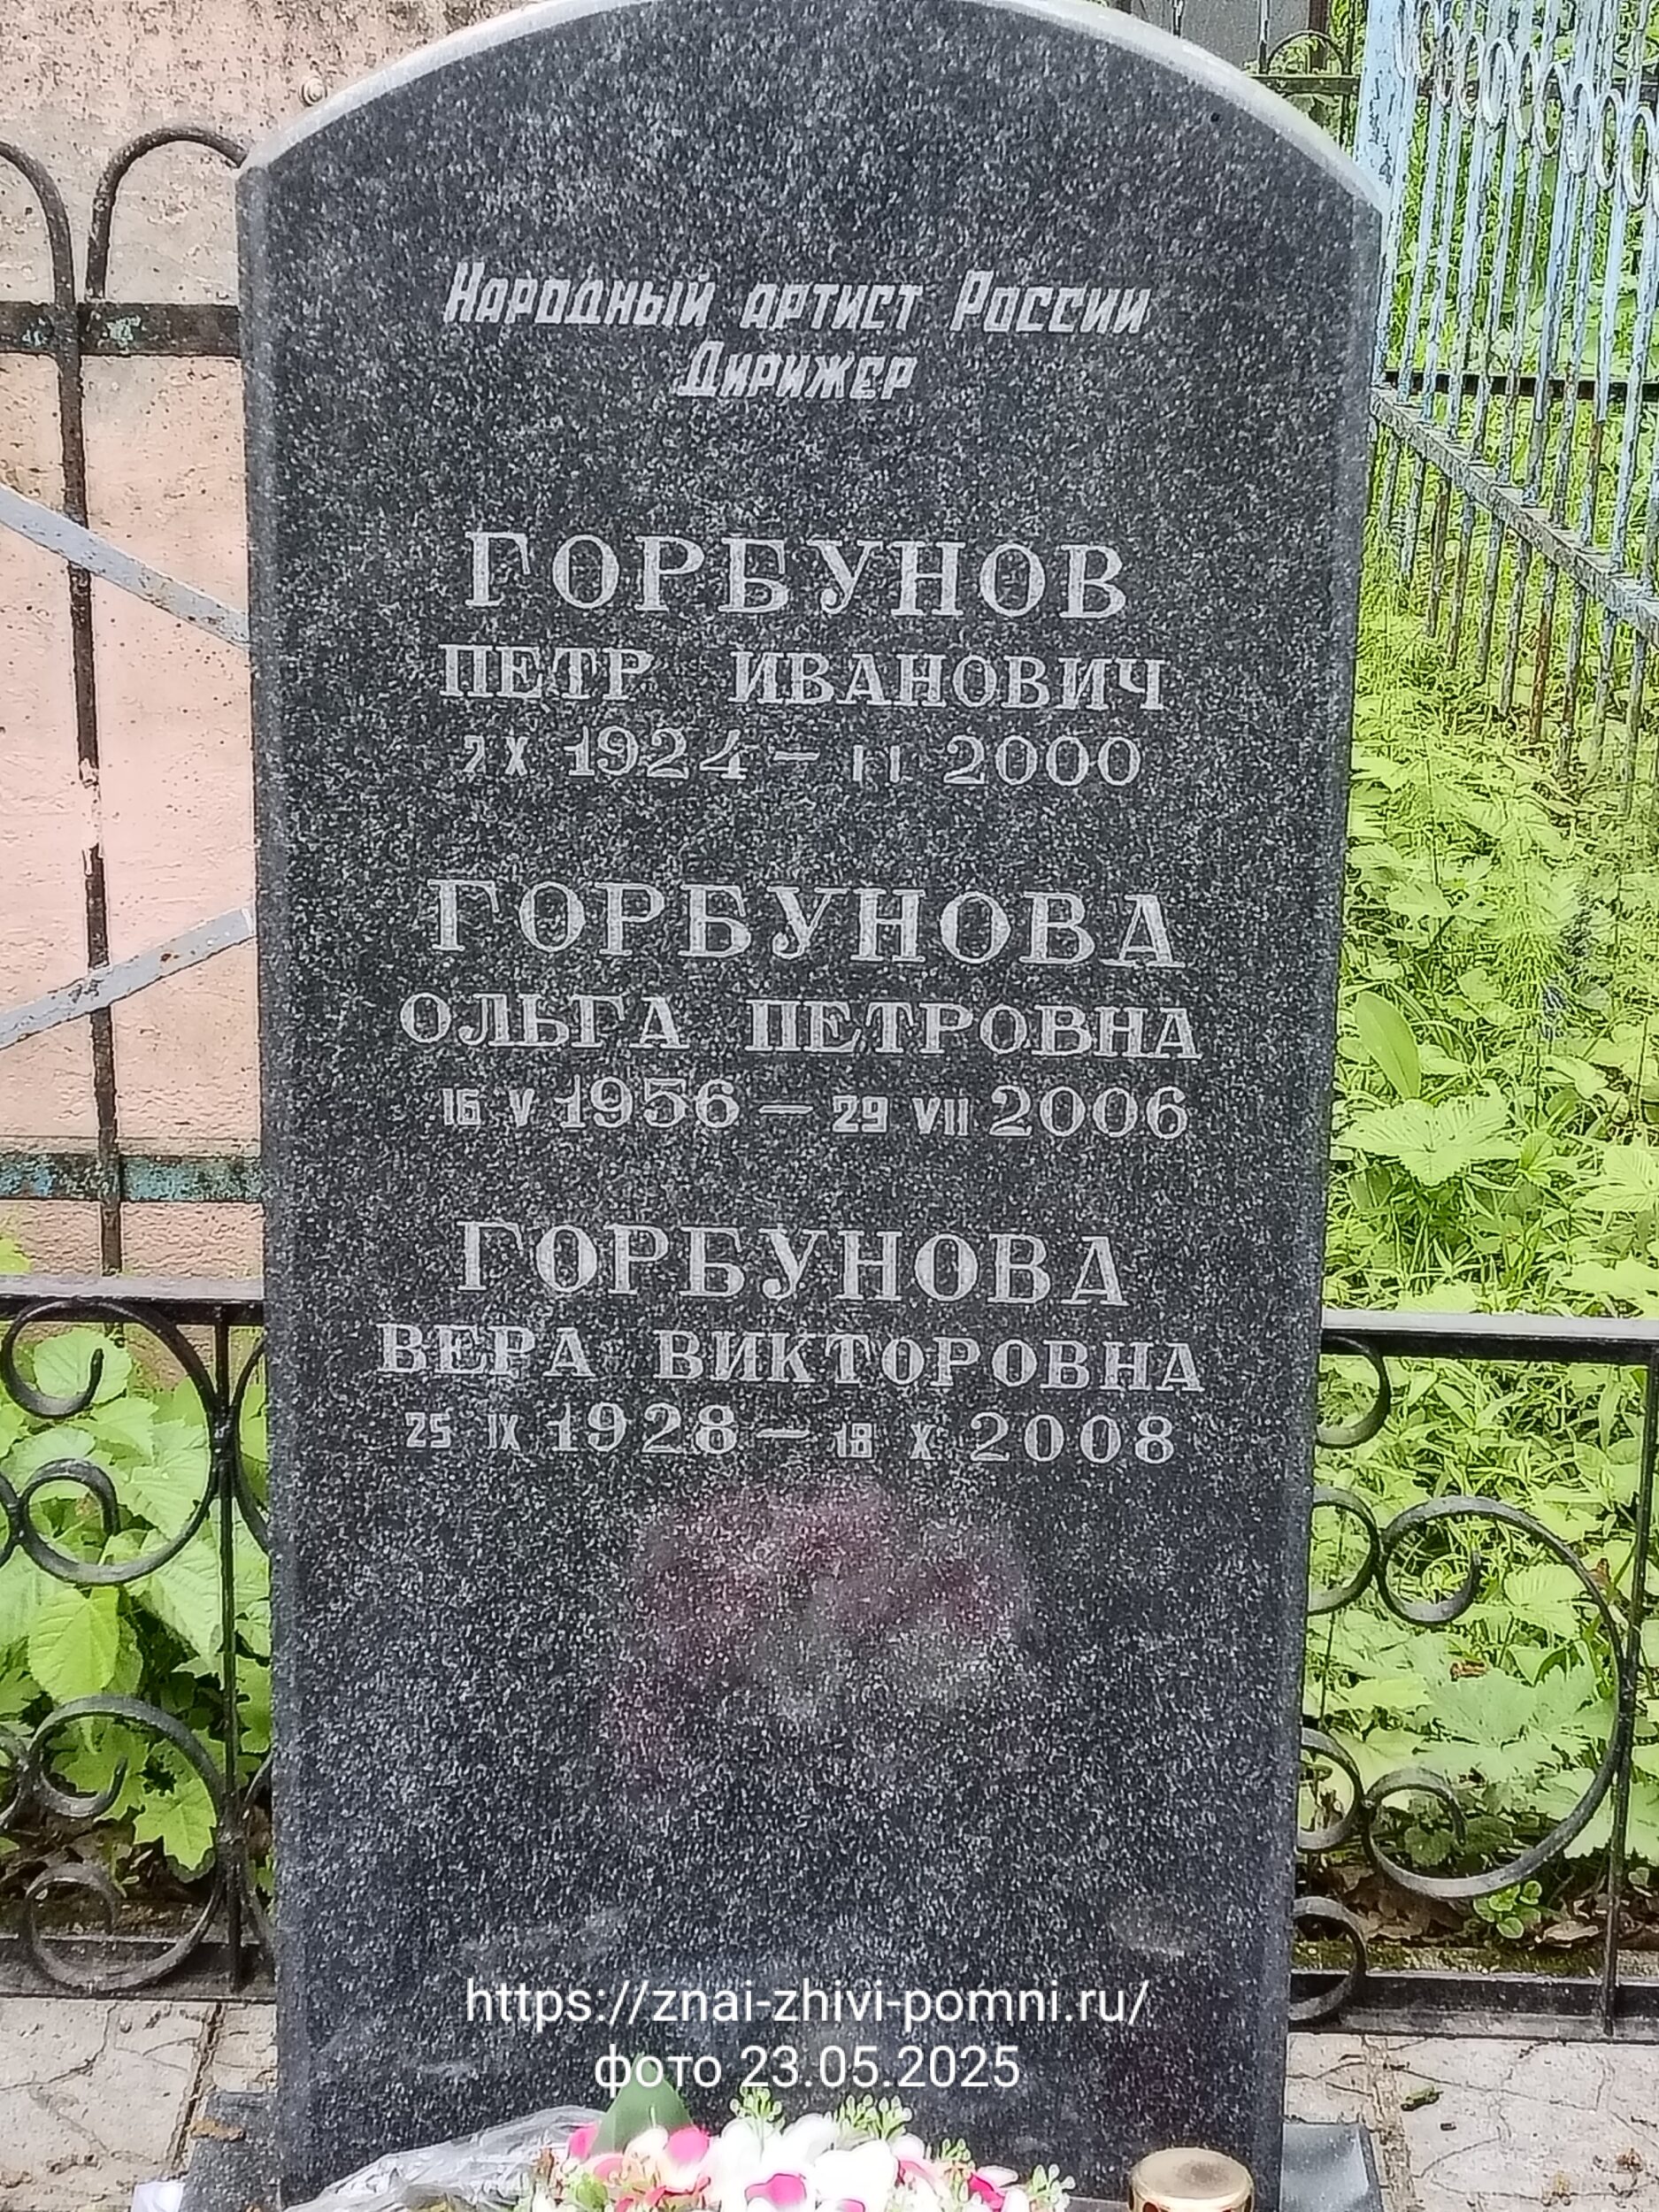 Народный артист России
Дирижер
ГОРБУНОВ
ПЕТР ИВАНОВИЧ
7 X 1924 — I I 2000
ГОРБУНОВА
ОЛЬГА ПЕТРОВНА
16 V 1956 — 29 VII 2006
ГОРБУНОВА
ВЕРА ВИКТОРОВНА
25 IX 1928 — 18 X 2008
https://znai-zhivi-pomni.ru/
фото 23.05.2025